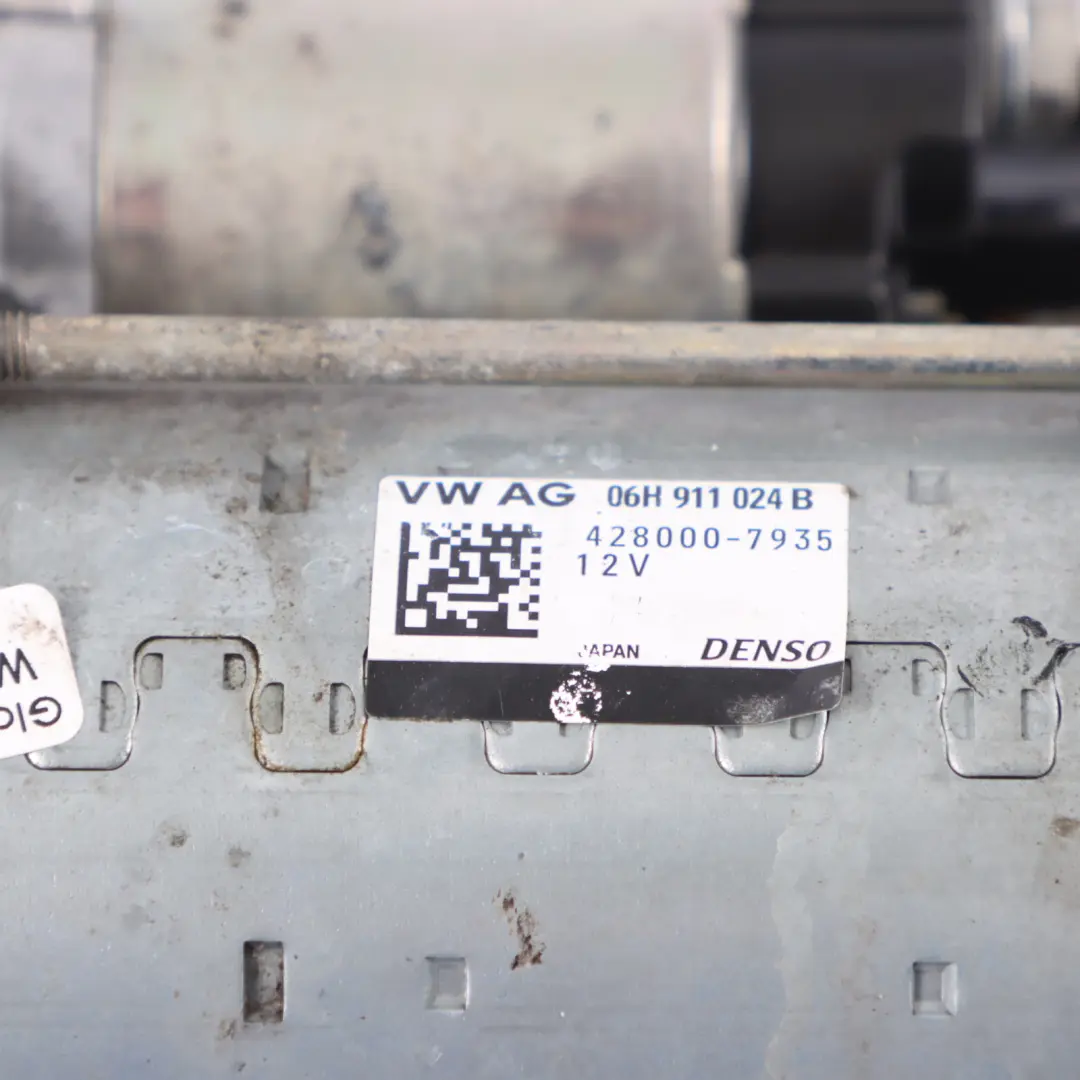 VW AG 06H 911 024 B
428000-7935
12V
JAPAN DENSO